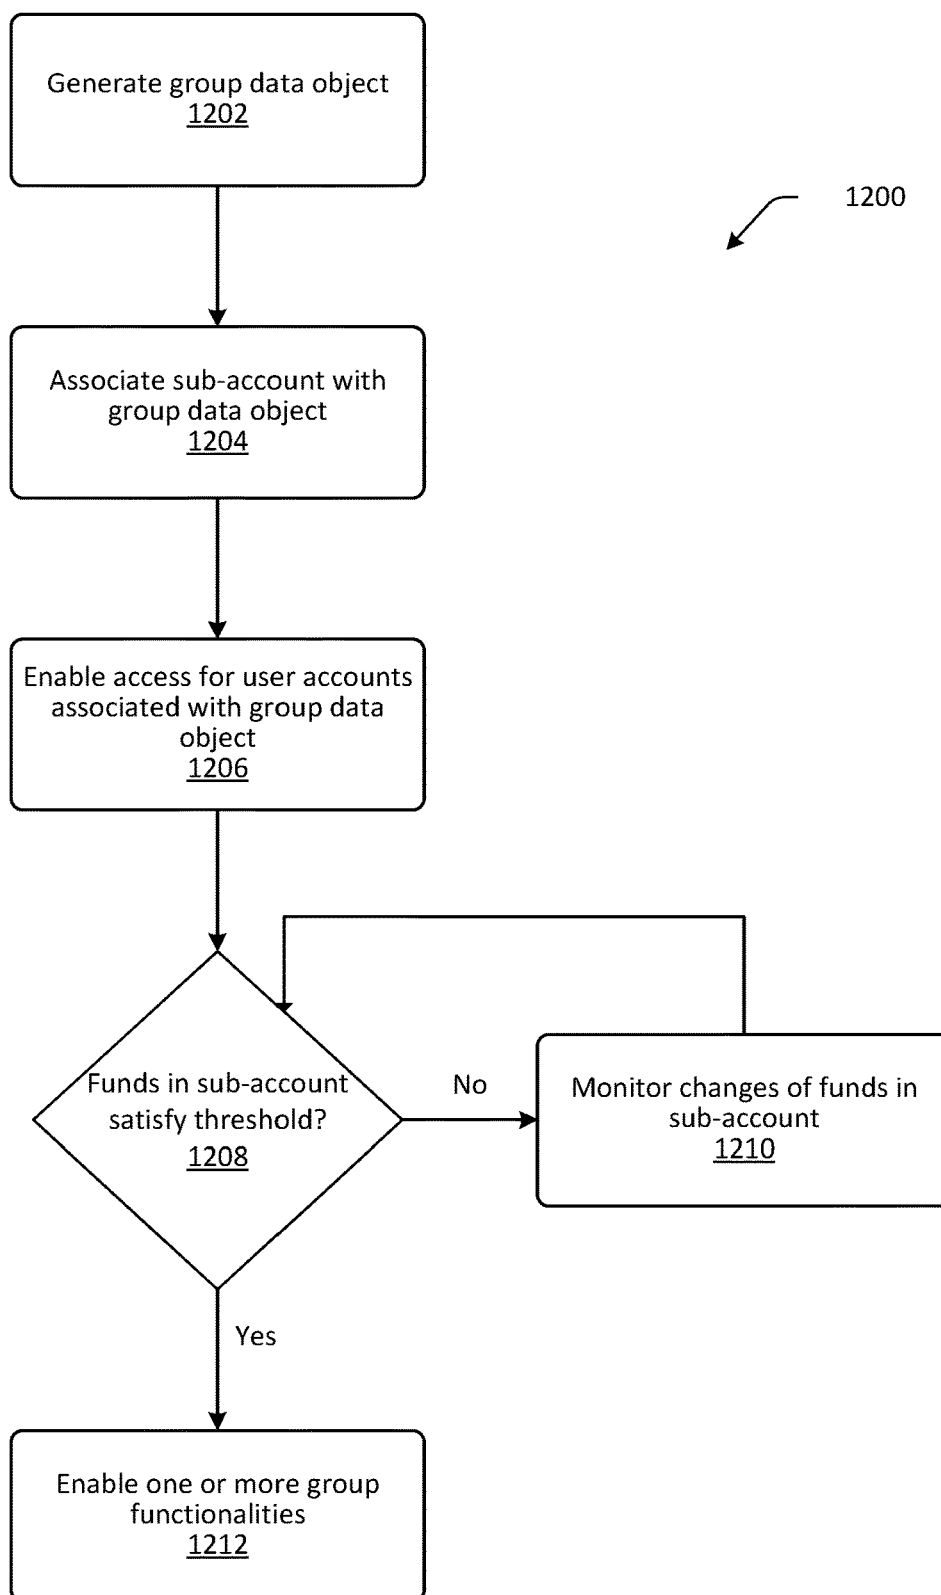 Generate group data object
1202
1200
Associate sub-account with
group data object
1204
Enable access for user accounts
associated with group data
object
1206
Funds in sub-account
satisfy threshold?
1208
No
Monitor changes of funds in
sub-account
1210
Yes
Enable one or more group
functionalities
1212